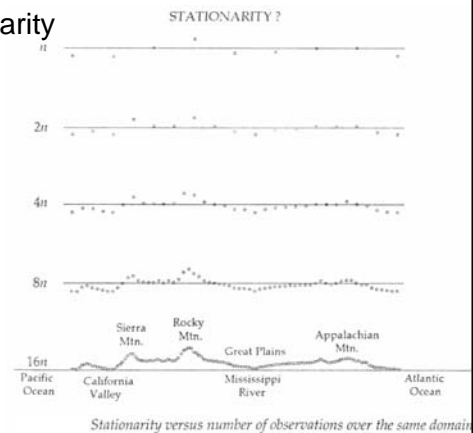 arity
STATIONARITY ?
n
2n
4n
8n
Sierra Mtn.
Rocky Mtn.
Great Plains
Appalachian Mtn.
16n
Pacific Ocean
California Valley
Mississippi River
Atlantic Ocean
Stationarity versus number of observations over the same domain